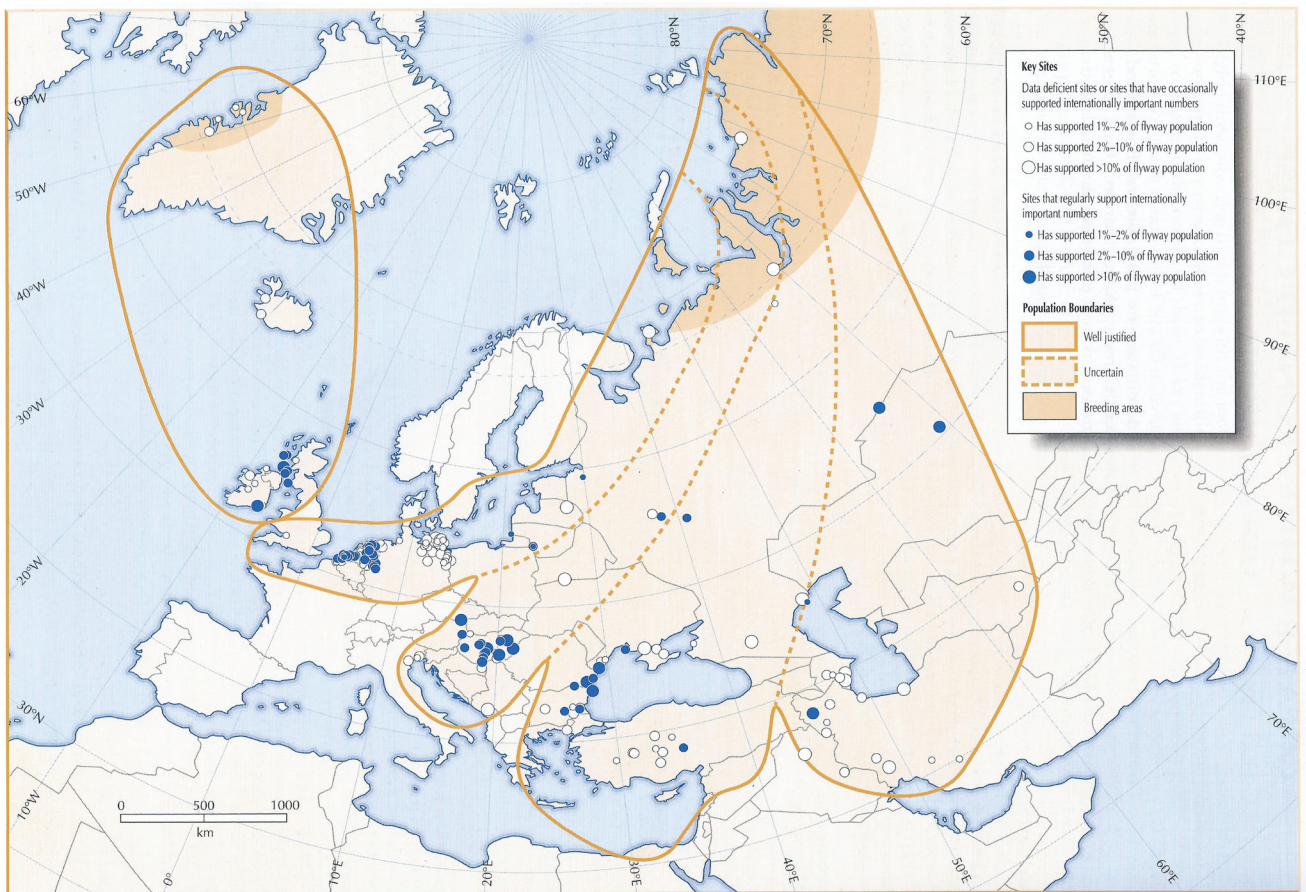 80°N
70°N
60°N
50°N
40°N
110°E
100°E
90°E
80°E
70°E
60°E
50°E
40°E
30°E
20°E
10°E
0°
10°W
30°N
20°W
30°W
40°W
50°W
60°W
Key Sites
Data deficient sites or sites that have occasionally
supported internationally important numbers
Has supported 1%–2% of flyway population
Has supported 2%–10% of flyway population
Has supported >10% of flyway population
Sites that regularly support internationally
important numbers
Has supported 1%–2% of flyway population
Has supported 2%–10% of flyway population
Has supported >10% of flyway population
Population Boundaries
Well justified
Uncertain
Breeding areas
0 500 1000
km